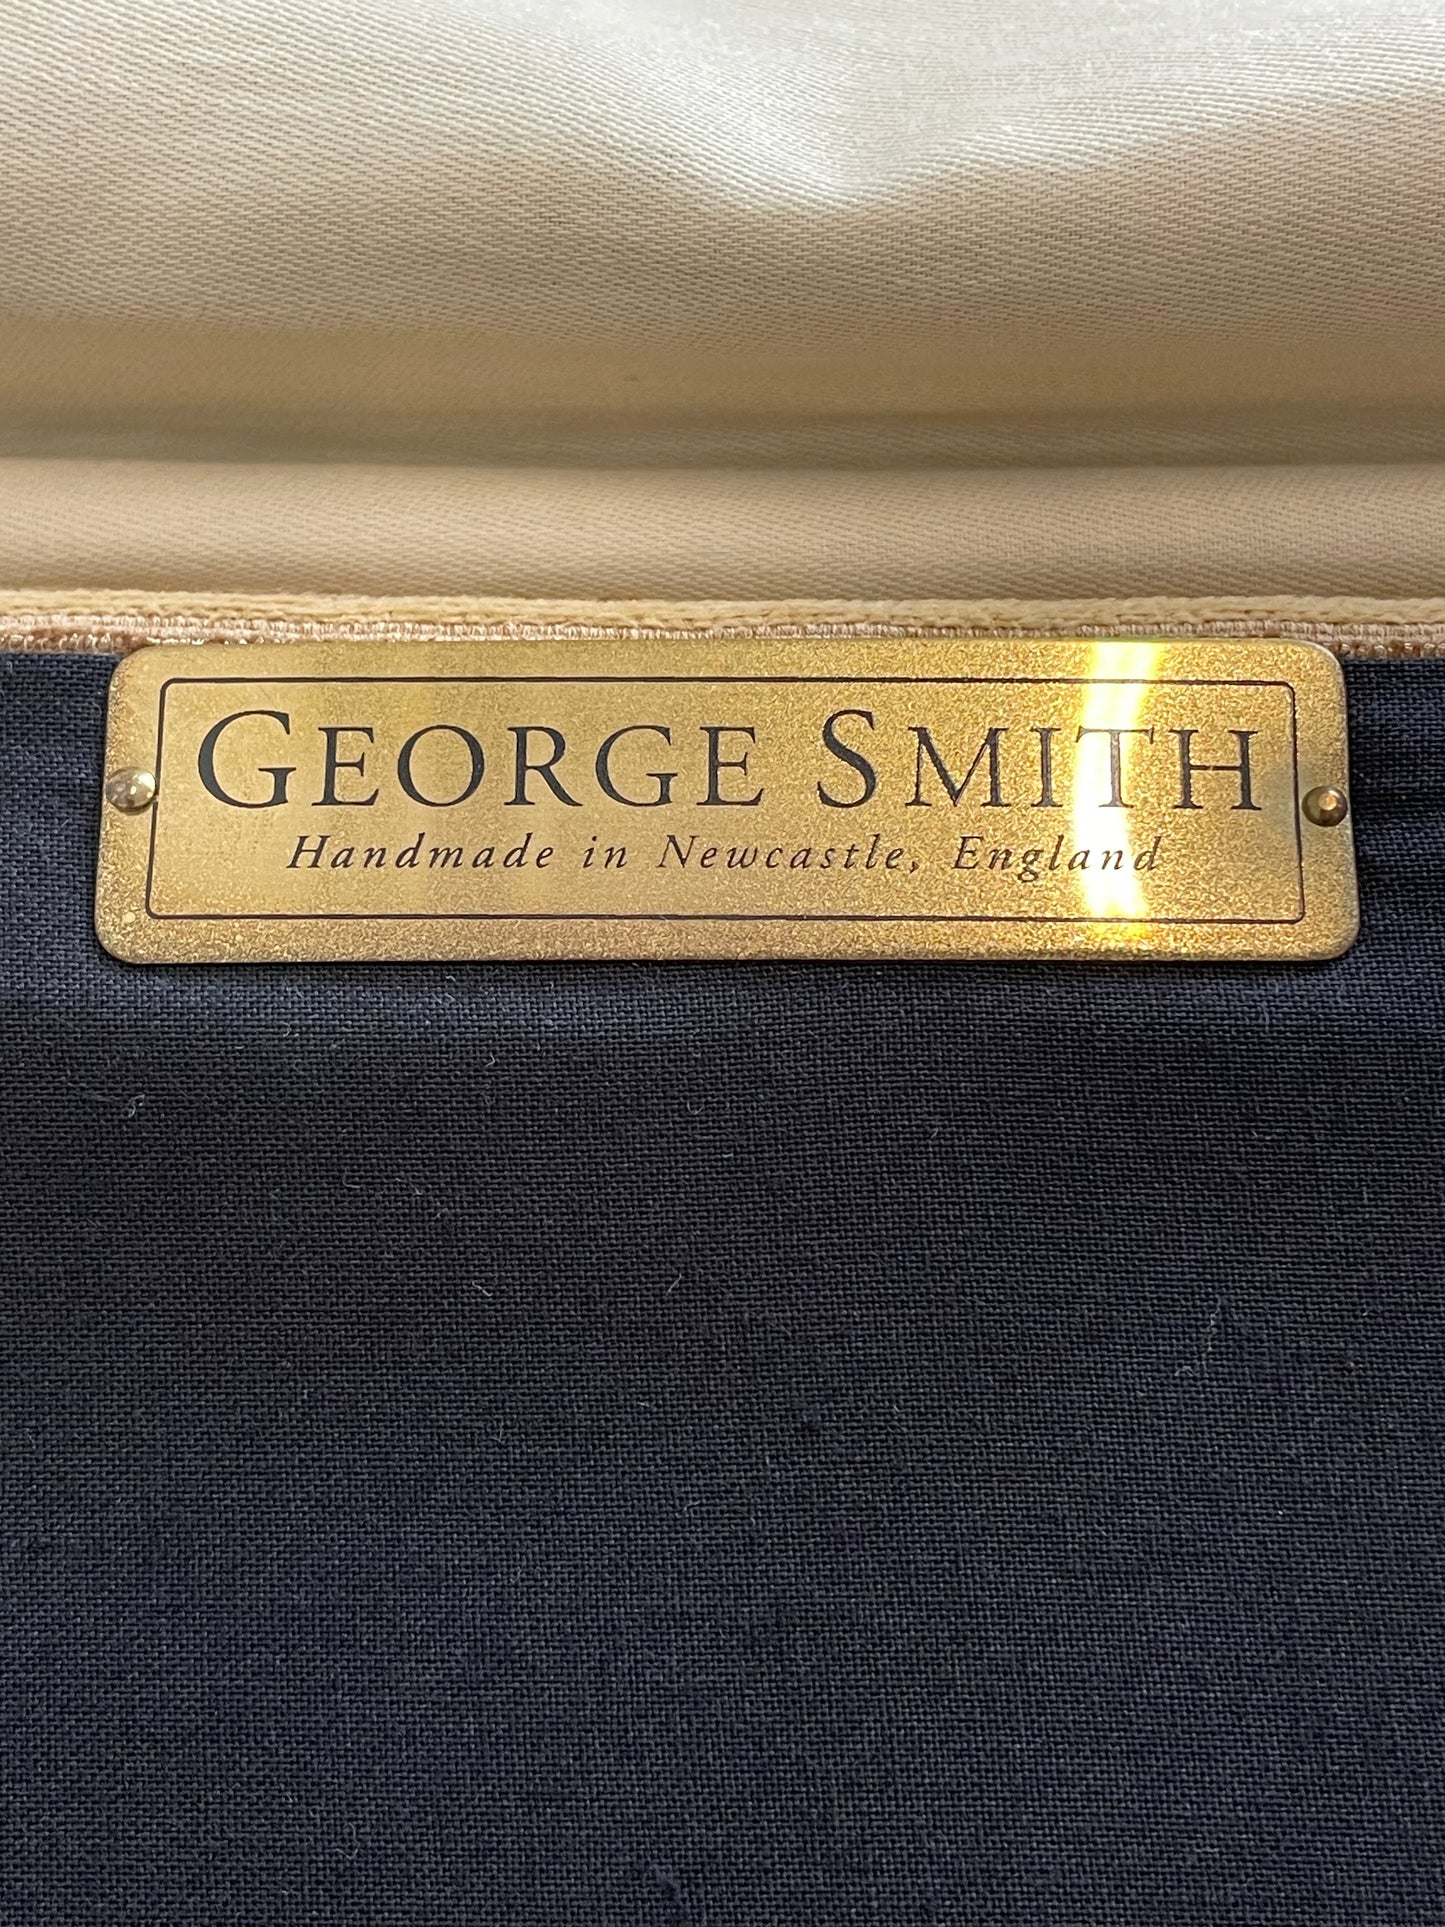 GEORGE SMITH
Handmade in Newcastle, England